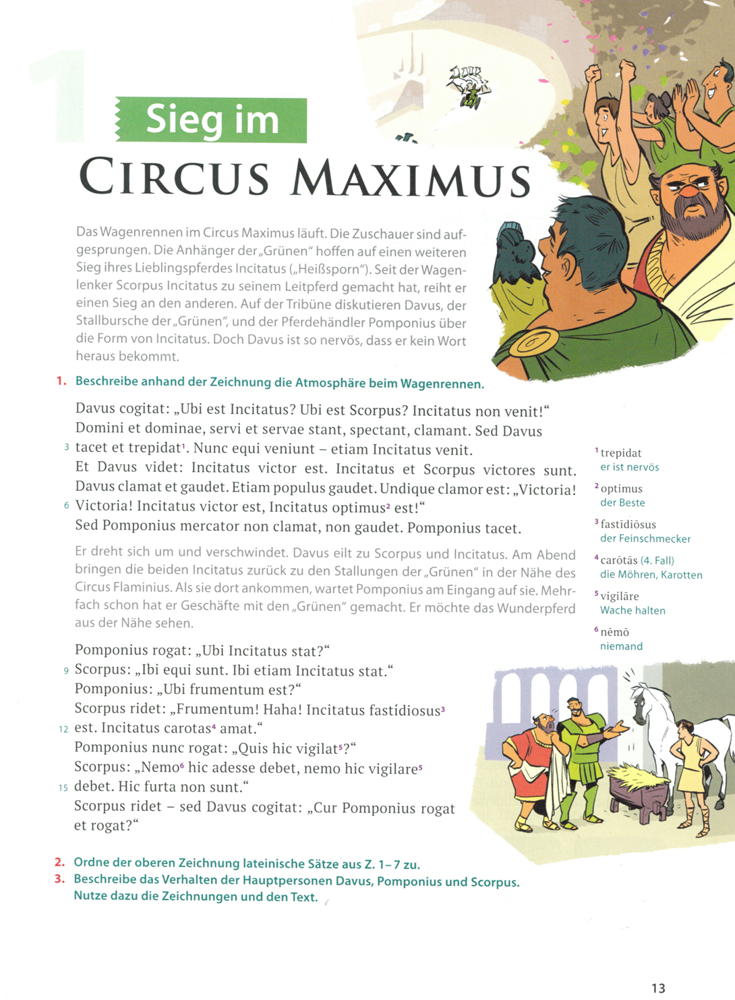 1
Sieg im
CIRCUS MAXIMUS
Das Wagenrennen im Circus Maximus läuft. Die Zuschauer sind auf-
gesprungen. Die Anhänger der „Grünen“ hoffen auf einen weiteren
Sieg ihres Lieblingspferdes Incitatus („Heißsporn“). Seit der Wagen-
lenker Scorpus Incitatus zu seinem Leitpferd gemacht hat, reiht er
einen Sieg an den anderen. Auf der Tribüne diskutieren Davus, der
Stallbursche der „Grünen“, und der Pferdehändler Pomponius über
die Form von Incitatus. Doch Davus ist so nervös, dass er kein Wort
heraus bekommt.
1. Beschreibe anhand der Zeichnung die Atmosphäre beim Wagenrennen.
Davus cogitat: „Ubi est Incitatus? Ubi est Scorpus? Incitatus non venit!“
Domini et dominae, servi et servae stant, spectant, clamant. Sed Davus
3 tacet et trepidat¹. Nunc equi veniunt – etiam Incitatus venit.
Et Davus videt: Incitatus victor est. Incitatus et Scorpus victores sunt.
Davus clamat et gaudet. Etiam populus gaudet. Undique clamor est: „Victoria!
6 Victoria! Incitatus victor est, Incitatus optimus² est!“
Sed Pomponius mercator non clamat, non gaudet. Pomponius tacet.
Er dreht sich um und verschwindet. Davus eilt zu Scorpus und Incitatus. Am Abend
bringen die beiden Incitatus zurück zu den Stallungen der „Grünen“ in der Nähe des
Circus Flaminius. Als sie dort ankommen, wartet Pomponius am Eingang auf sie. Mehr-
fach schon hat er Geschäfte mit den „Grünen“ gemacht. Er möchte das Wunderpferd
aus der Nähe sehen.
Pomponius rogat: „Ubi Incitatus stat?“
9 Scorpus: „Ibi equi sunt. Ibi etiam Incitatus stat.“
Pomponius: „Ubi frumentum est?“
Scorpus ridet: „Frumentum! Haha! Incitatus fastídiosus³
12 est. Incitatus carotas⁴ amat.“
Pomponius nunc rogat: „Quis hic vigilat⁵?“
Scorpus: „Nemo⁶ hic adesse debet, nemo hic vigilare⁵
15 debet. Hic furta non sunt.“
Scorpus ridet – sed Davus cogitat: „Cur Pomponius rogat
et rogat?“
¹ trepidat
er ist nervös
² optimus
der Beste
³ fastīdiōsus
der Feinschmecker
⁴ carōtās (4. Fall)
die Möhren, Karotten
⁵ vigilāre
Wache halten
⁶ nēmō
niemand
2. Ordne der oberen Zeichnung lateinische Sätze aus Z. 1–7 zu.
3. Beschreibe das Verhalten der Hauptpersonen Davus, Pomponius und Scorpus.
Nutze dazu die Zeichnungen und den Text.
13